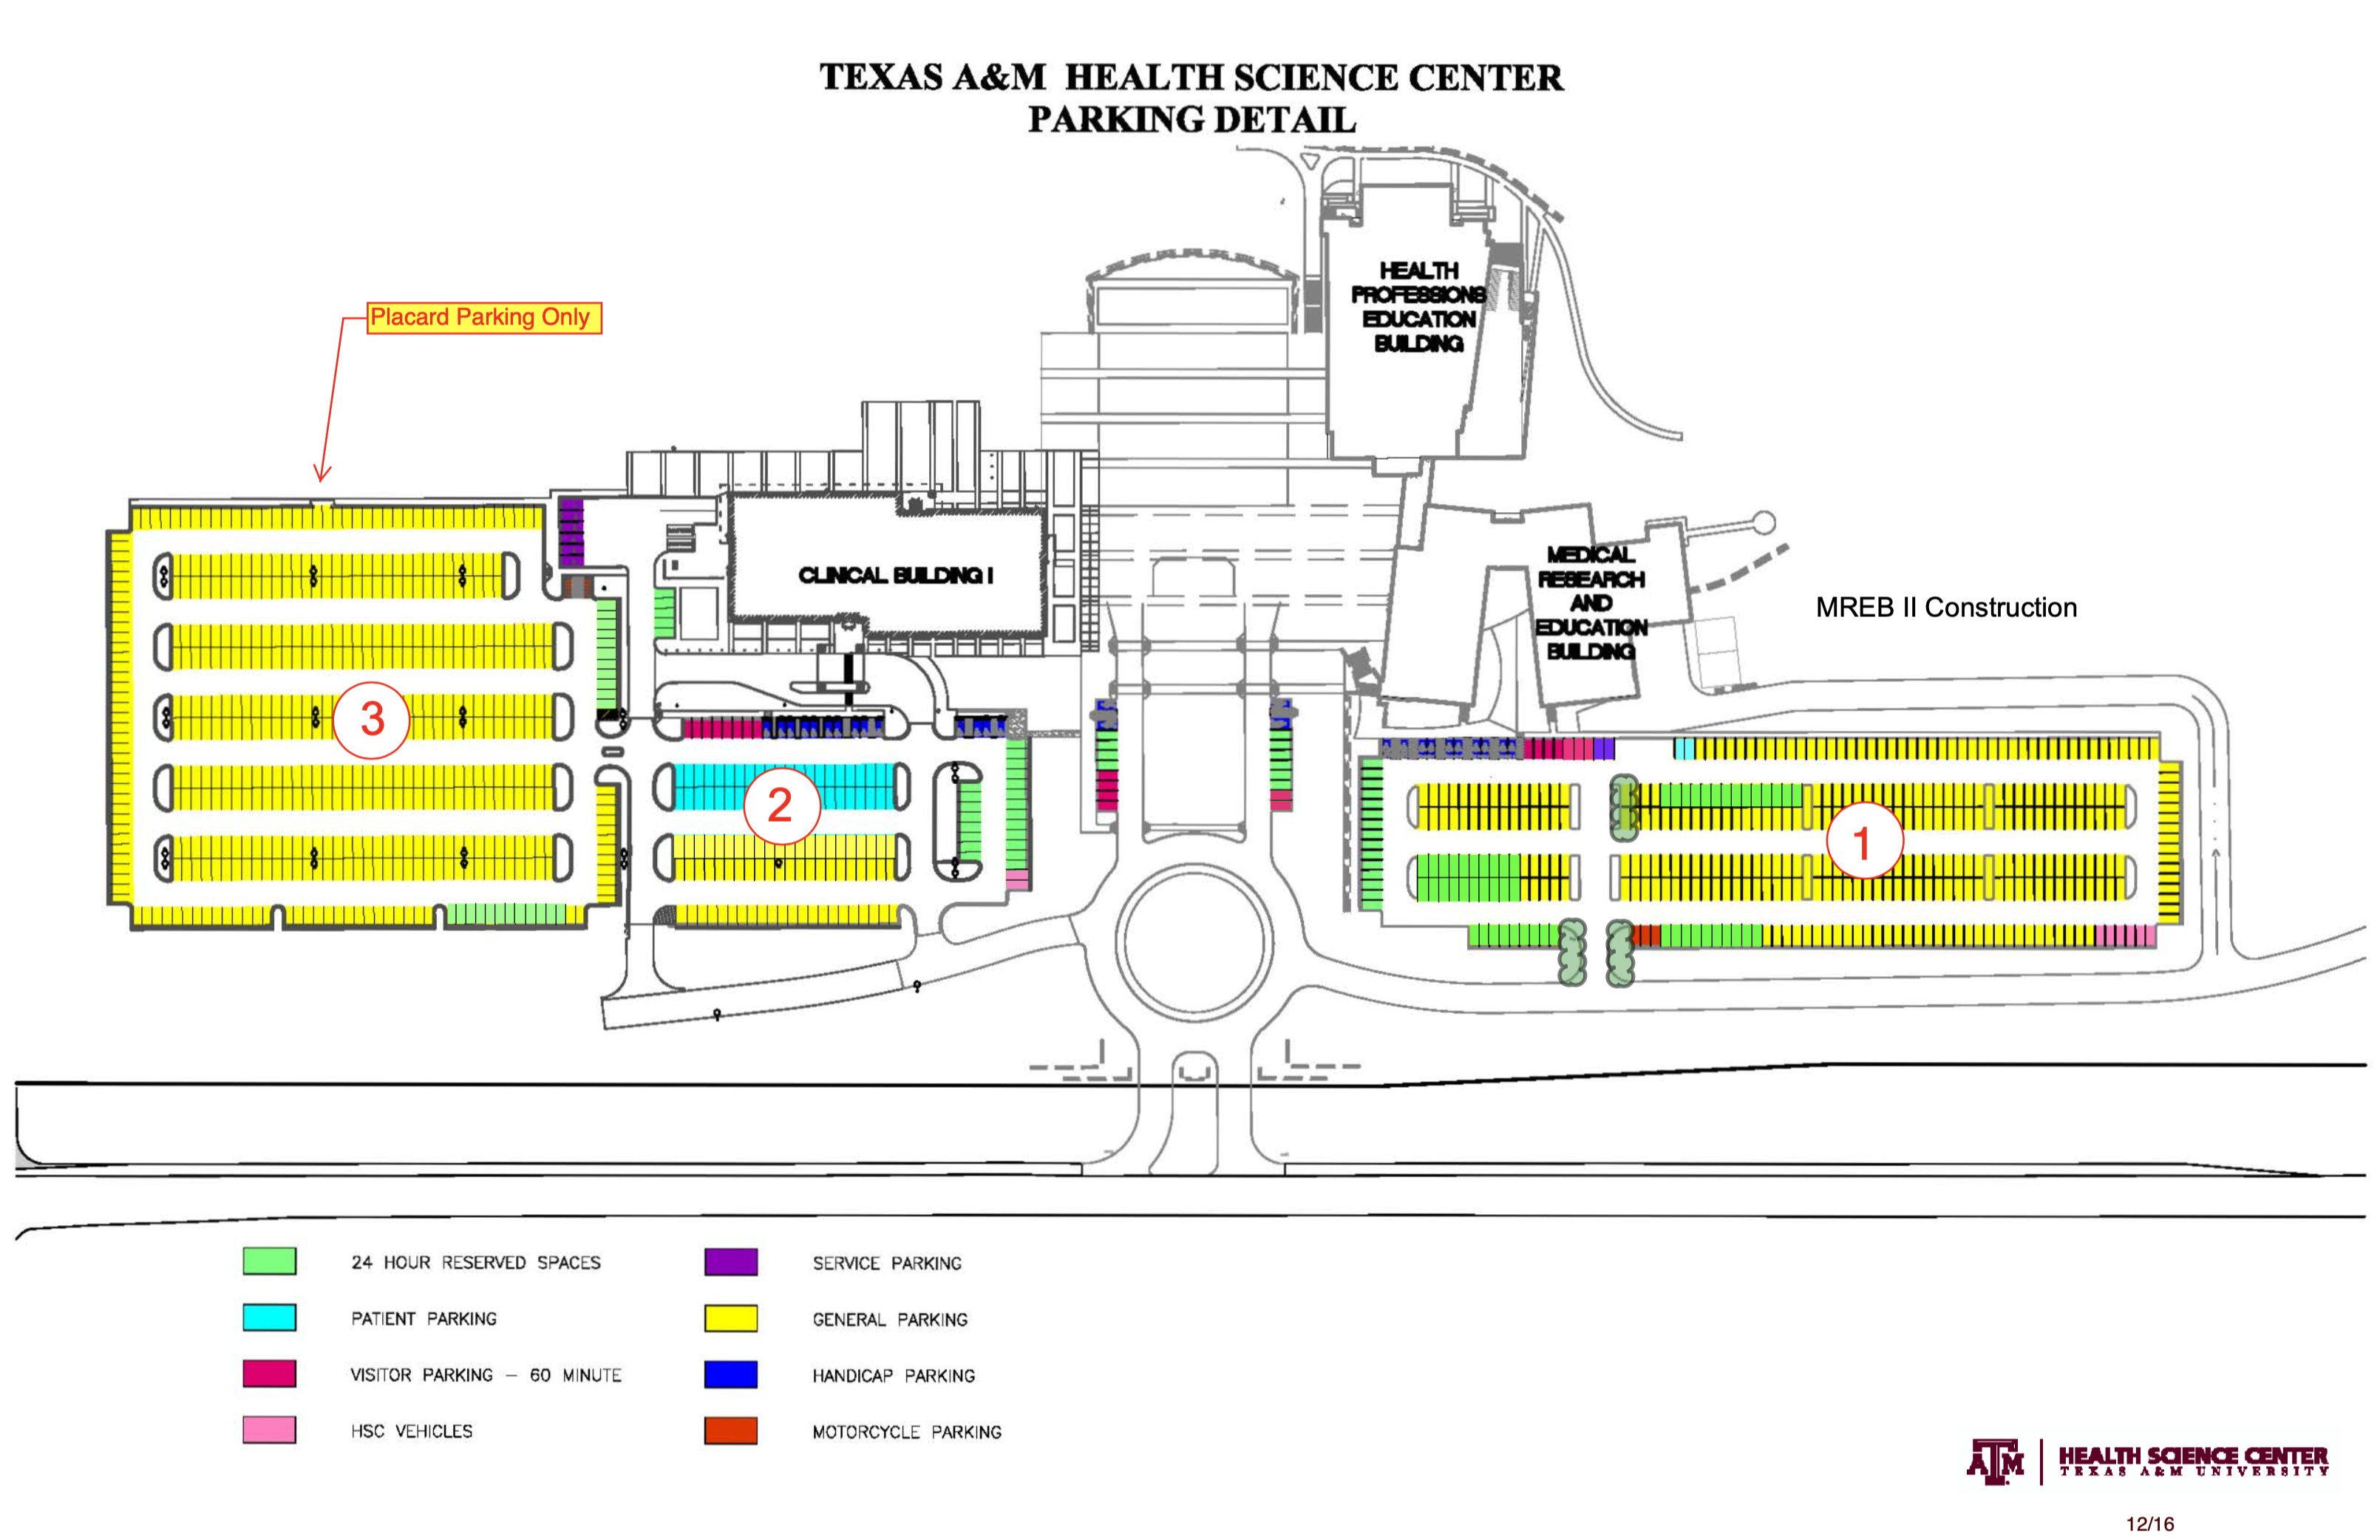 TEXAS A&M HEALTH SCIENCE CENTER
PARKING DETAIL
HEALTH
PROFESSIONS
EDUCATION
BUILDING
Placard Parking Only
CLINICAL BUILDING I
MEDICAL
RESEARCH
AND
EDUCATION
BUILDING
MREB II Construction
3
2
1
24 HOUR RESERVED SPACES
PATIENT PARKING
VISITOR PARKING – 60 MINUTE
HSC VEHICLES
SERVICE PARKING
GENERAL PARKING
HANDICAP PARKING
MOTORCYCLE PARKING
ATM
HEALTH SCIENCE CENTER
TEXAS A&M UNIVERSITY
12/16